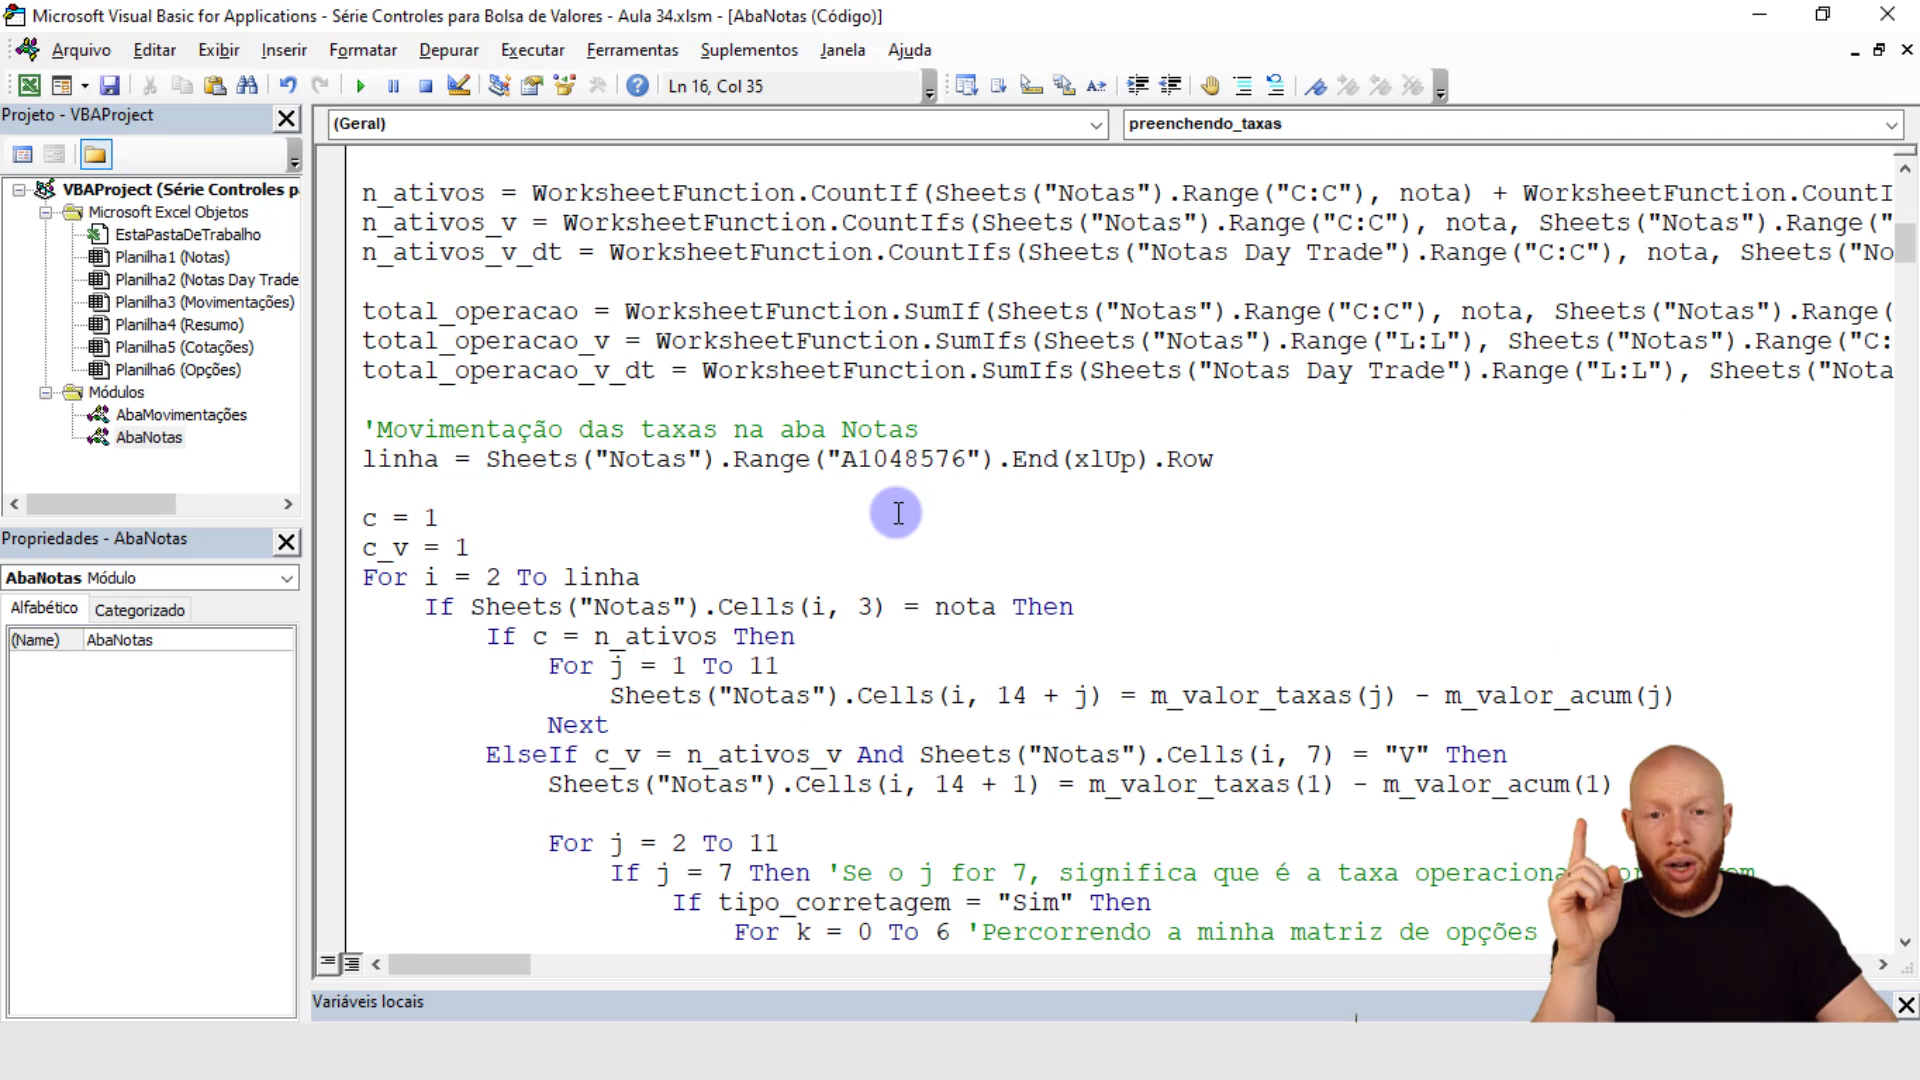 Microsoft Visual Basic for Applications - Série Controles para Bolsa de Valores - Aula 34.xlsm - [AbaNotas (Código)]
Arquivo Editar Exibir Inserir Formatar Depurar Executar Ferramentas Suplementos Janela Ajuda
Ln 16, Col 35
Projeto - VBAProject
VBAProject (Série Controles p
Microsoft Excel Objetos
EstaPastaDeTrabalho
Planilha1 (Notas)
Planilha2 (Notas Day Trade
Planilha3 (Movimentações)
Planilha4 (Resumo)
Planilha5 (Cotações)
Planilha6 (Opções)
Módulos
AbaMovimentações
AbaNotas
Propriedades - AbaNotas
AbaNotas Módulo
Alfabético Categorizado
(Name) AbaNotas
(Geral) preenchendo_taxas
n_ativos = WorksheetFunction.CountIf(Sheets("Notas").Range("C:C"), nota) + WorksheetFunction.CountI
n_ativos_v = WorksheetFunction.CountIfs(Sheets("Notas").Range("C:C"), nota, Sheets("Notas").Range("
n_ativos_v_dt = WorksheetFunction.CountIfs(Sheets("Notas Day Trade").Range("C:C"), nota, Sheets("No
total_operacao = WorksheetFunction.SumIf(Sheets("Notas").Range("C:C"), nota, Sheets("Notas").Range(
total_operacao_v = WorksheetFunction.SumIfs(Sheets("Notas").Range("L:L"), Sheets("Notas").Range("C:
total_operacao_v_dt = WorksheetFunction.SumIfs(Sheets("Notas Day Trade").Range("L:L"), Sheets("Nota
'Movimentação das taxas na aba Notas
linha = Sheets("Notas").Range("A1048576").End(xlUp).Row
c = 1
c_v = 1
For i = 2 To linha
If Sheets("Notas").Cells(i, 3) = nota Then
If c = n_ativos Then
For j = 1 To 11
Sheets("Notas").Cells(i, 14 + j) = m_valor_taxas(j) - m_valor_acum(j)
Next
ElseIf c_v = n_ativos_v And Sheets("Notas").Cells(i, 7) = "V" Then
Sheets("Notas").Cells(i, 14 + 1) = m_valor_taxas(1) - m_valor_acum(1)
For j = 2 To 11
If j = 7 Then 'Se o j for 7, significa que é a taxa
If tipo_corretagem = "Sim" Then
For k = 0 To 6 'Percorrendo a minha matriz de opções
Variáveis locais